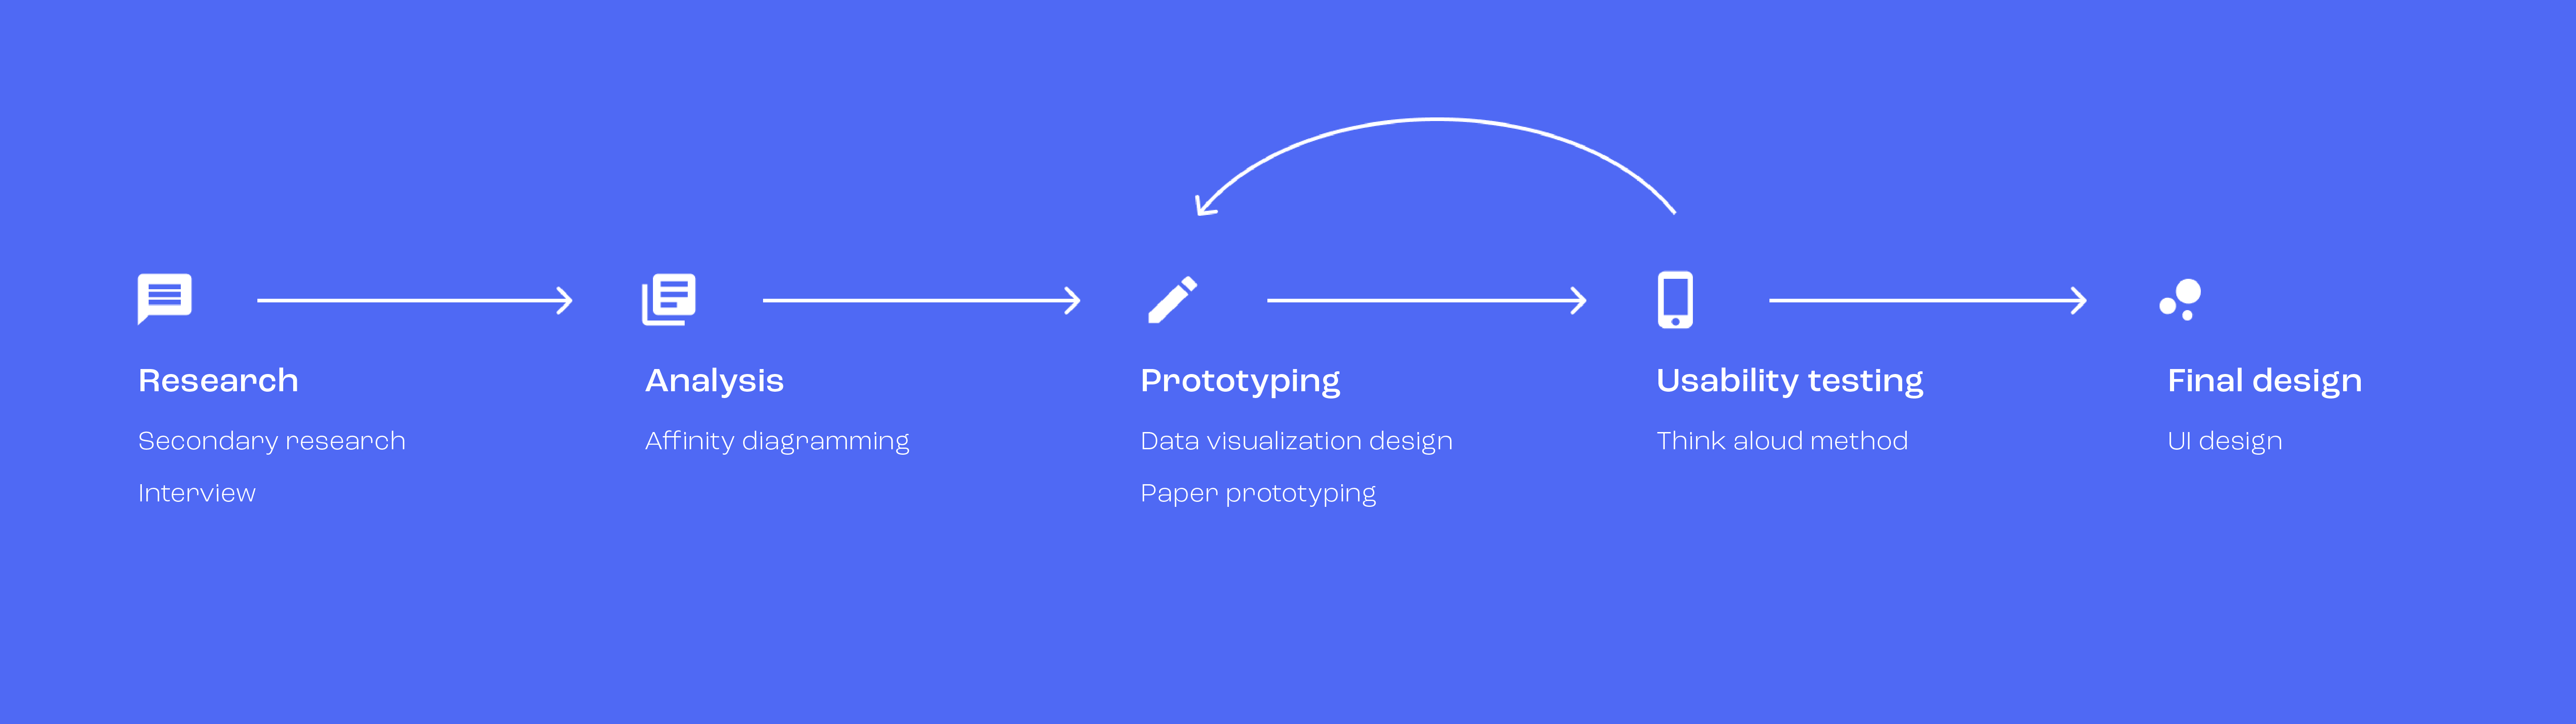 Research
Secondary research
Interview
Analysis
Affinity diagramming
Prototyping
Data visualization design
Paper prototyping
Usability testing
Think aloud method
Final design
UI design